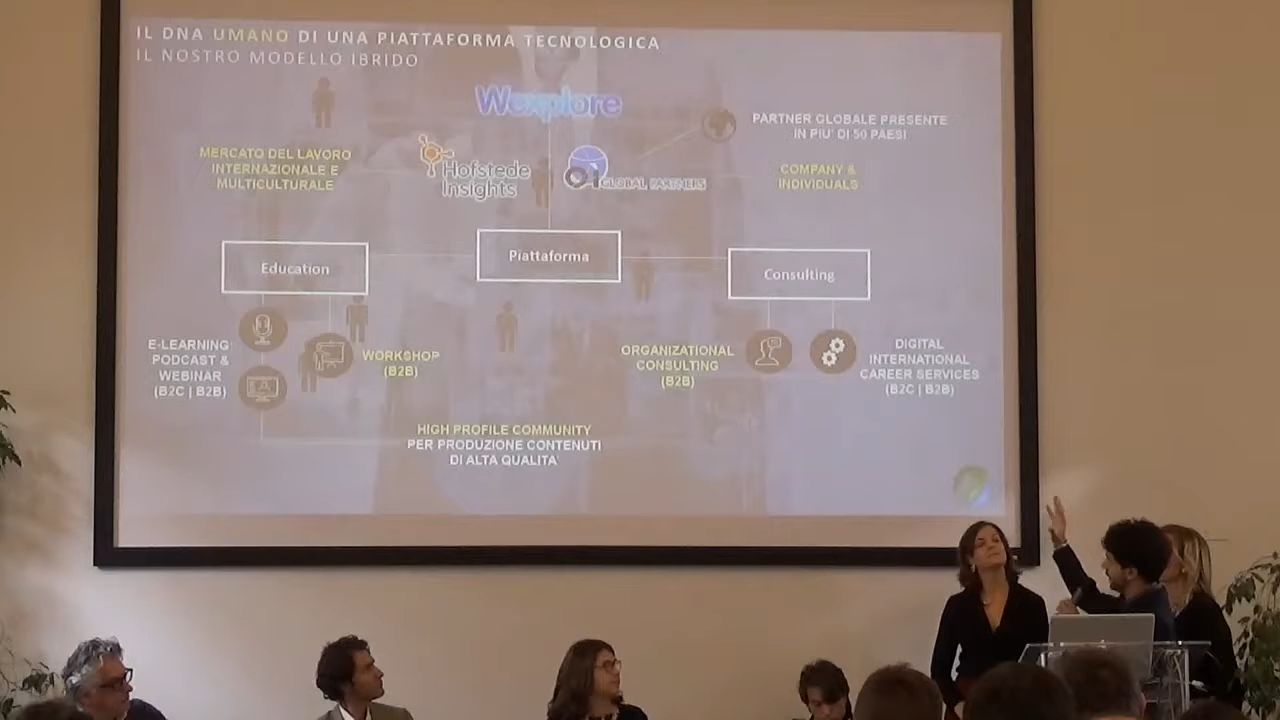 IL DNA UMANO DI UNA PIATTAFORMA TECNOLOGICA
IL NOSTRO MODELLO IBRIDO
Wexplore
PARTNER GLOBALE PRESENTE
IN PIU' DI 50 PAESI
MERCATO DEL LAVORO
INTERNAZIONALE E
MULTICULTURALE
Hofstede
Insights
OI GLOBAL PARTNERS
COMPANY &
INDIVIDUALS
Education
Piattaforma
Consulting
E-LEARNING
PODCAST &
WEBINAR
(B2C | B2B)
WORKSHOP
(B2B)
ORGANIZATIONAL
CONSULTING
(B2B)
DIGITAL
INTERNATIONAL
CAREER SERVICES
(B2C | B2B)
HIGH PROFILE COMMUNITY
PER PRODUZIONE CONTENUTI
DI ALTA QUALITA'